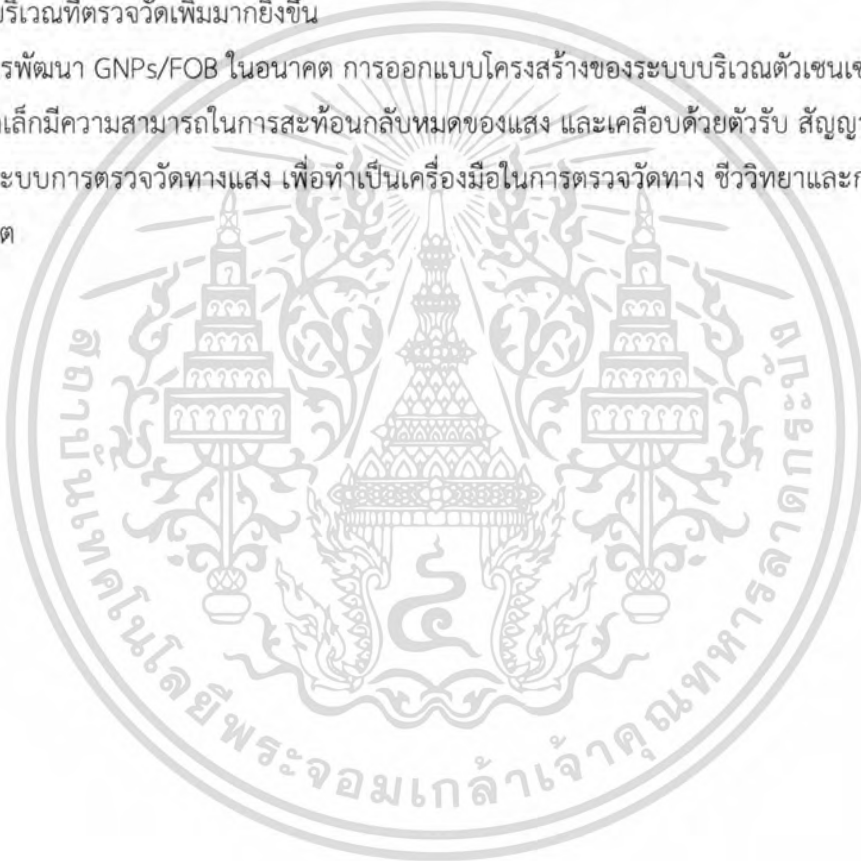 บริเวณที่ตรวจวัดเพิ่มมากยิ่งขึ้น
รพัฒนา GNPs/FOB ในอนาคต การออกแบบโครงสร้างของระบบบริเวณตัวเซนเซ
เล็กมีความสามารถในการสะท้อนกลับหมดของแสง และเคลือบด้วยตัวรับ สัญญา
ะบบการตรวจวัดทางแสง เพื่อทำเป็นเครื่องมือในการตรวจวัดทาง ชีววิทยาและก
ต
สถาบันเทคโนโลยีพระจอมเกล้าเจ้าคุณทหารลาดกระบัง